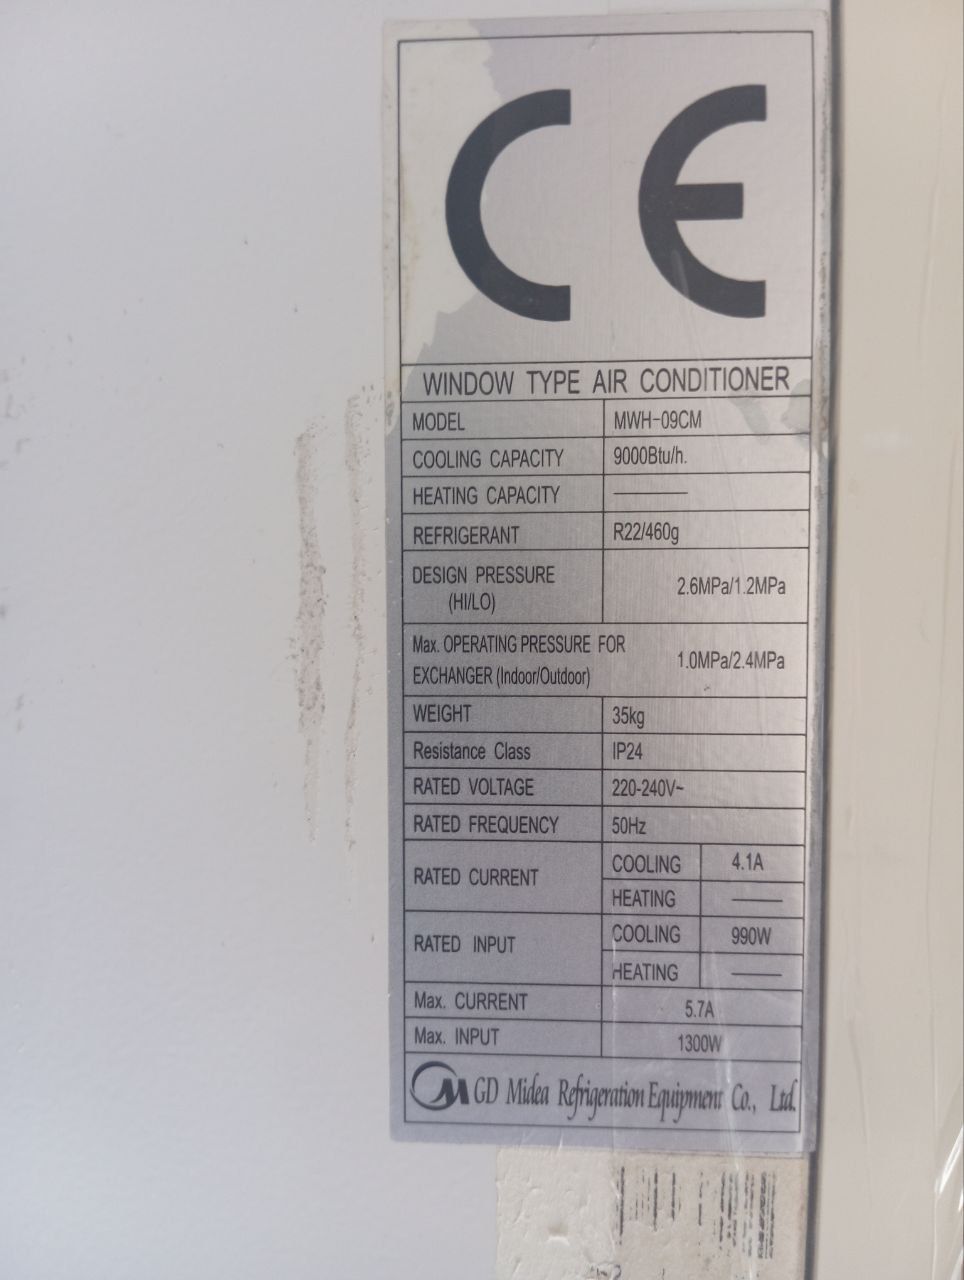 CE
WINDOW TYPE AIR CONDITIONER
MODEL MWH-09CM
COOLING CAPACITY 9000Btu/h.
HEATING CAPACITY ———
REFRIGERANT R22/460g
DESIGN PRESSURE
(HI/LO) 2.6MPa/1.2MPa
Max. OPERATING PRESSURE FOR
EXCHANGER (Indoor/Outdoor) 1.0MPa/2.4MPa
WEIGHT 35kg
Resistance Class IP24
RATED VOLTAGE 220-240V~
RATED FREQUENCY 50Hz
RATED CURRENT COOLING 4.1A
HEATING ———
RATED INPUT COOLING 990W
HEATING ———
Max. CURRENT 5.7A
Max. INPUT 1300W
GD Midea Refrigeration Equipment Co., Ltd.